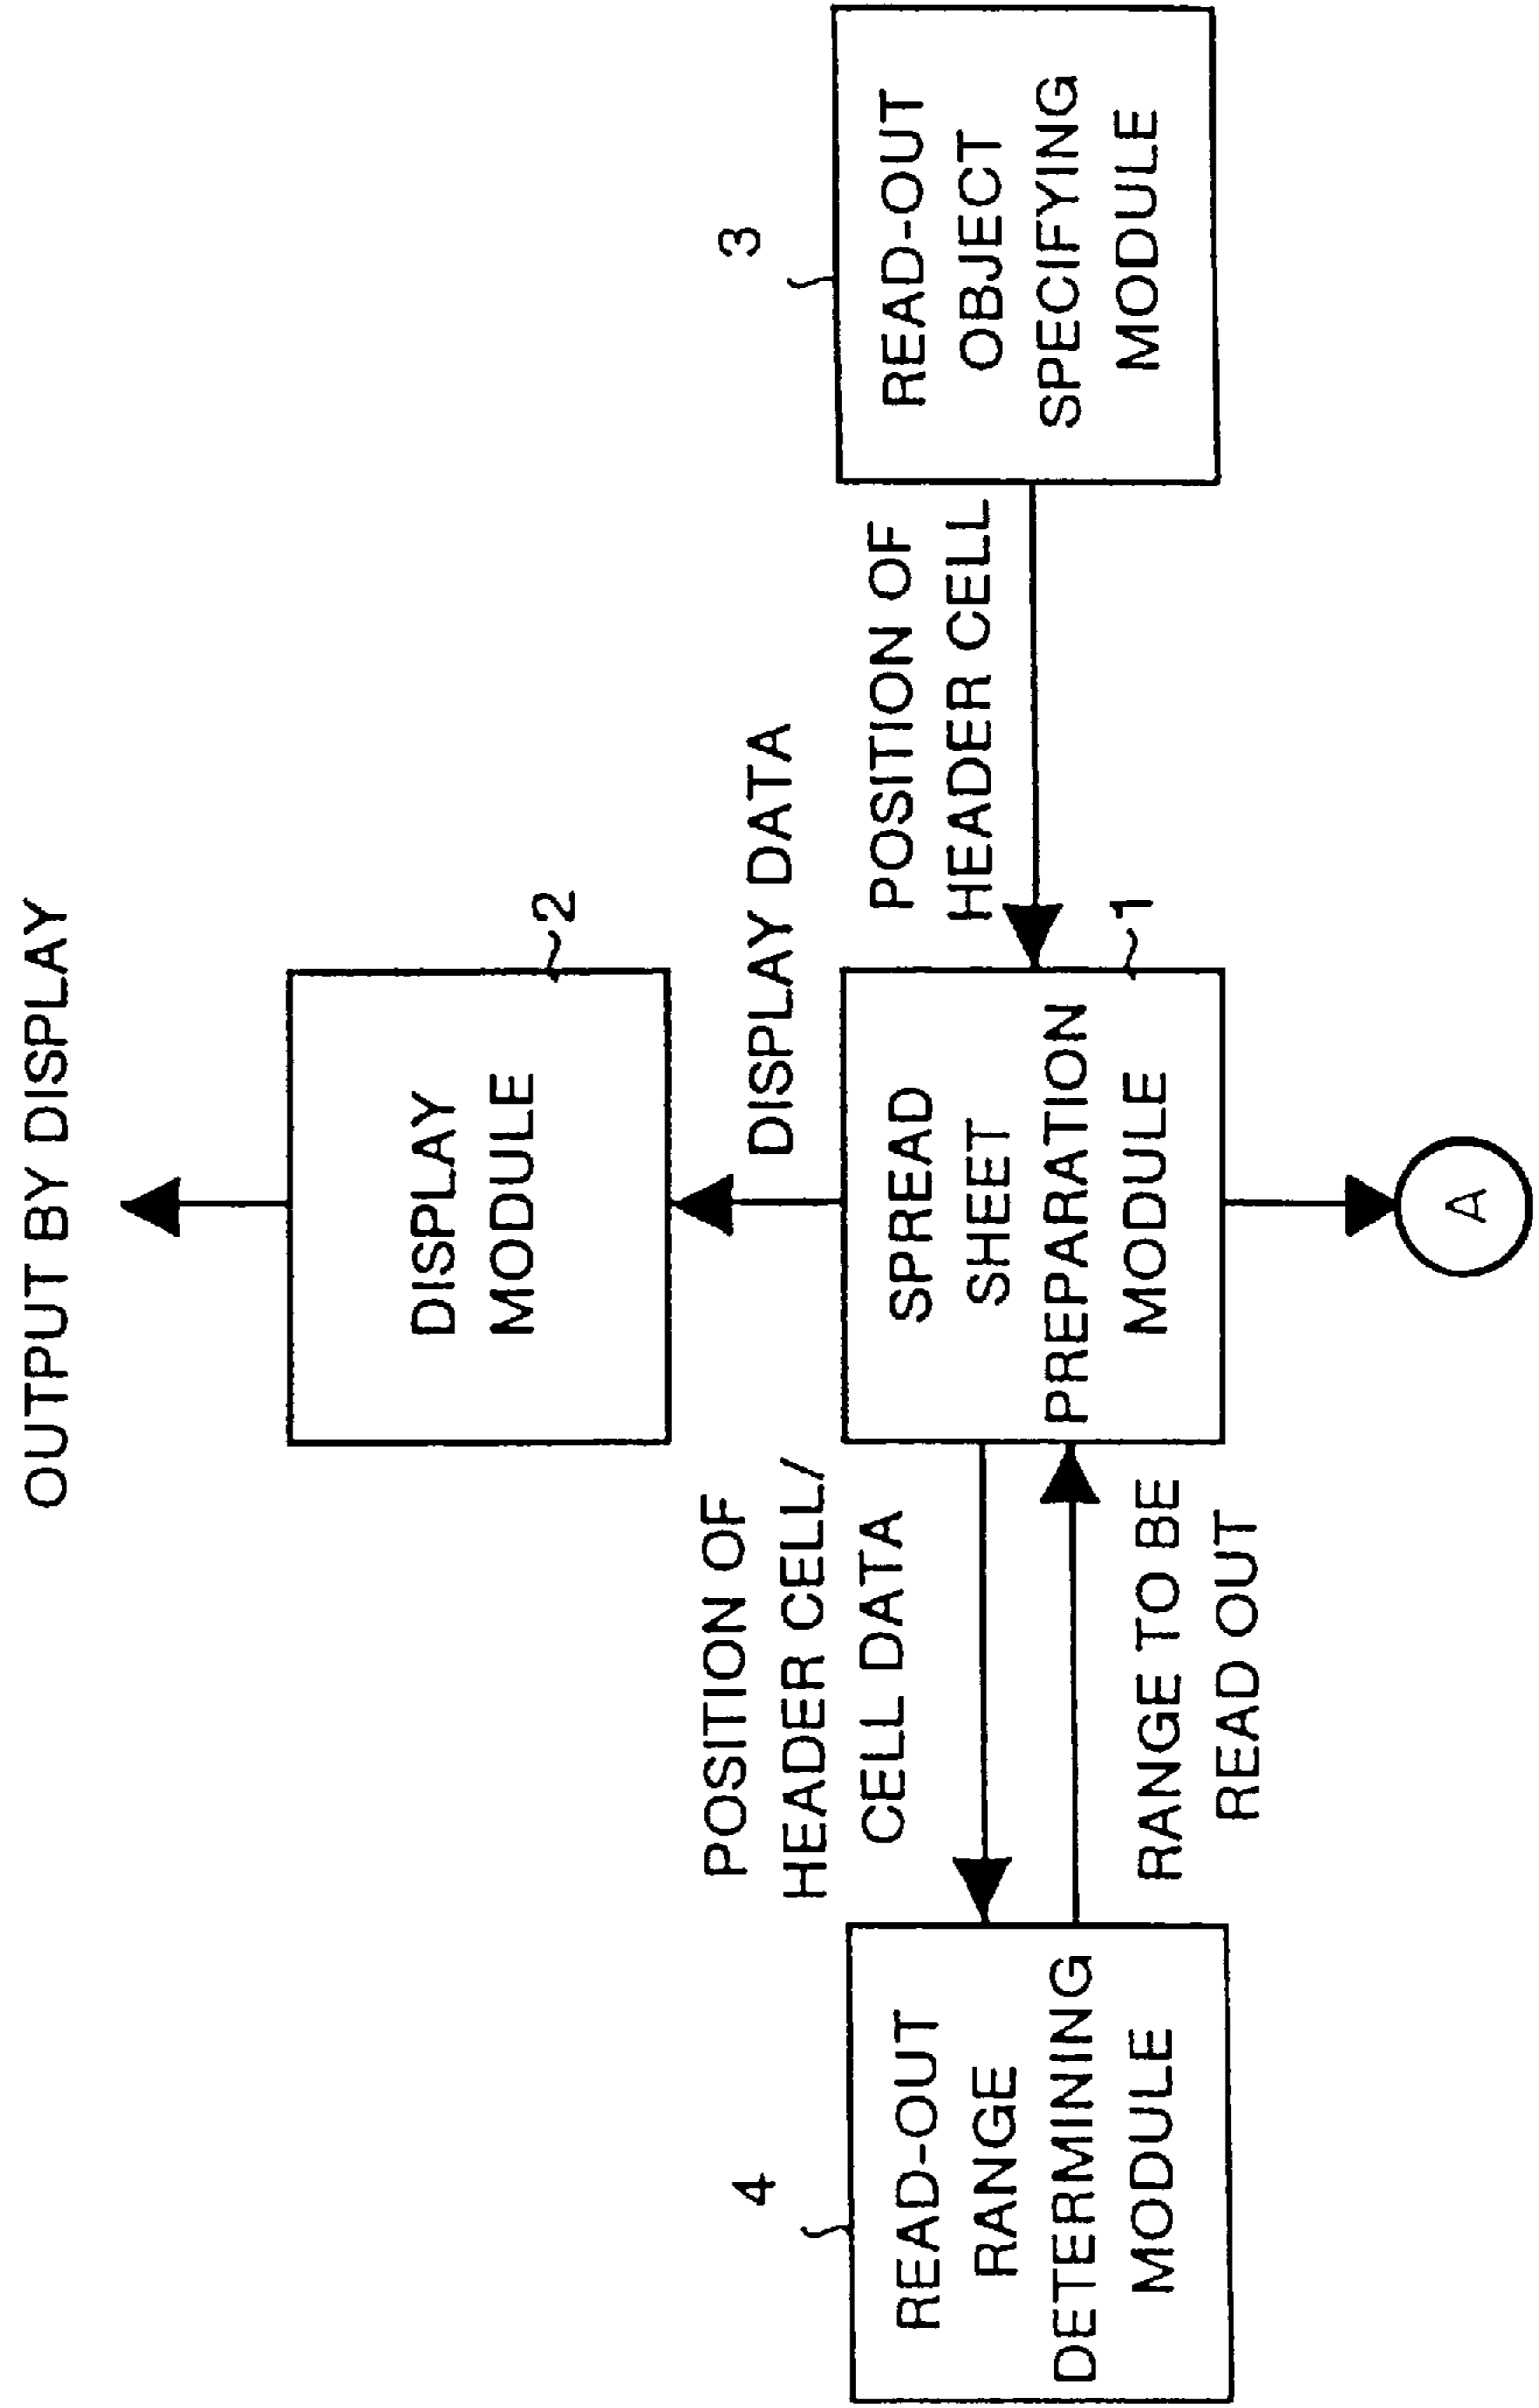 OUTPUT BY DISPLAY
DISPLAY
MODULE
2
DISPLAY DATA
POSITION OF
HEADER CELL/
CELL DATA
4
READ-OUT
RANGE
DETERMINING
MODULE
RANGE TO BE
READ OUT
SPREAD
SHEET
PREPARATION
MODULE
1
POSITION OF
HEADER CELL
3
READ-OUT
OBJECT
SPECIFYING
MODULE
A